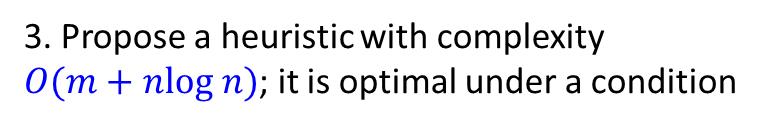 3. Propose a heuristic with complexity
O(m + nlog n); it is optimal under a condition